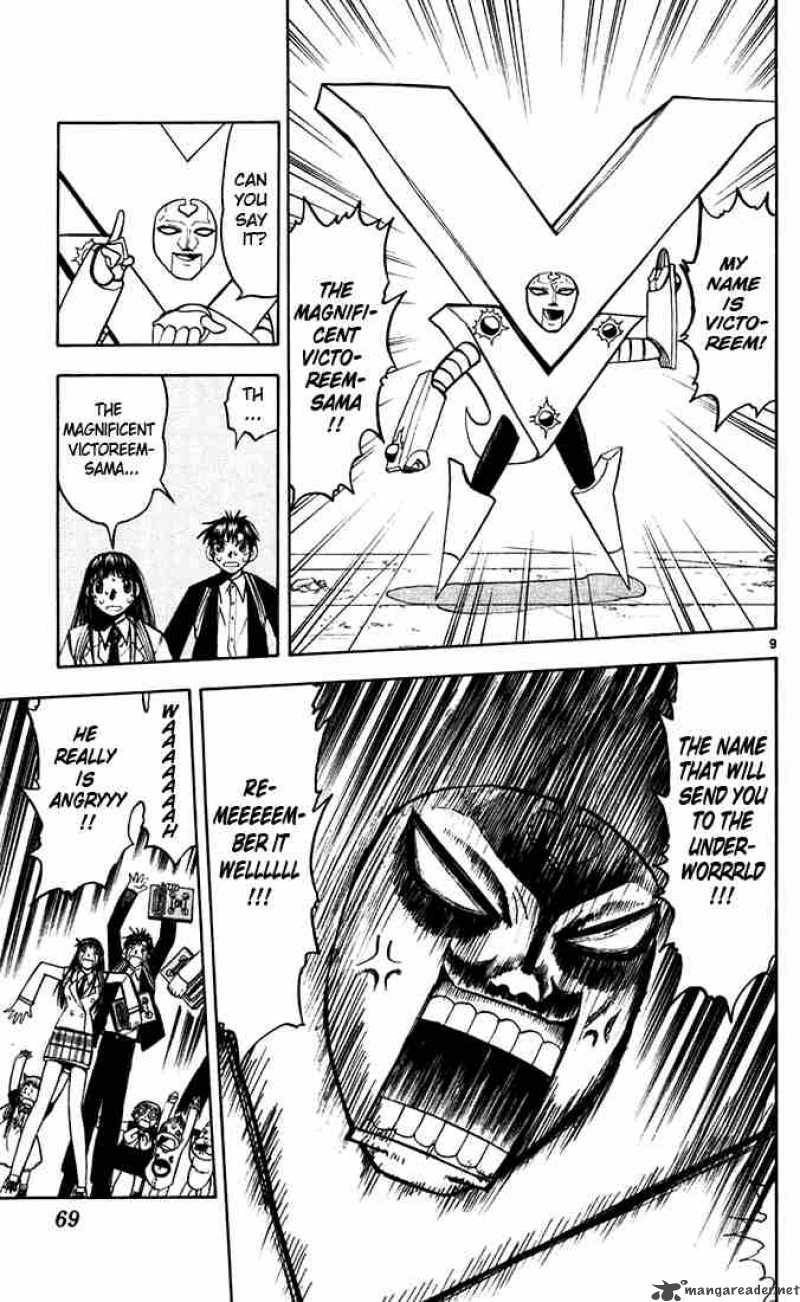 MY
NAME
IS
VICTO-
REEM!
THE
MAGNIFI-
CENT
VICTO-
REEM-
SAMA
!!
CAN
YOU
SAY
IT?
TH
...
THE
MAGNIFICENT
VICTOREEM-
SAMA...
9
THE NAME
THAT WILL
SEND YOU
TO THE
UNDER-
WORRRLD
!!!
RE-
MEEEEEM-
BER IT
WELLLLLL
!!!
WAAAAAAAH
HE
REALLY
IS
ANGRYYY
!!
69
mangareader.net